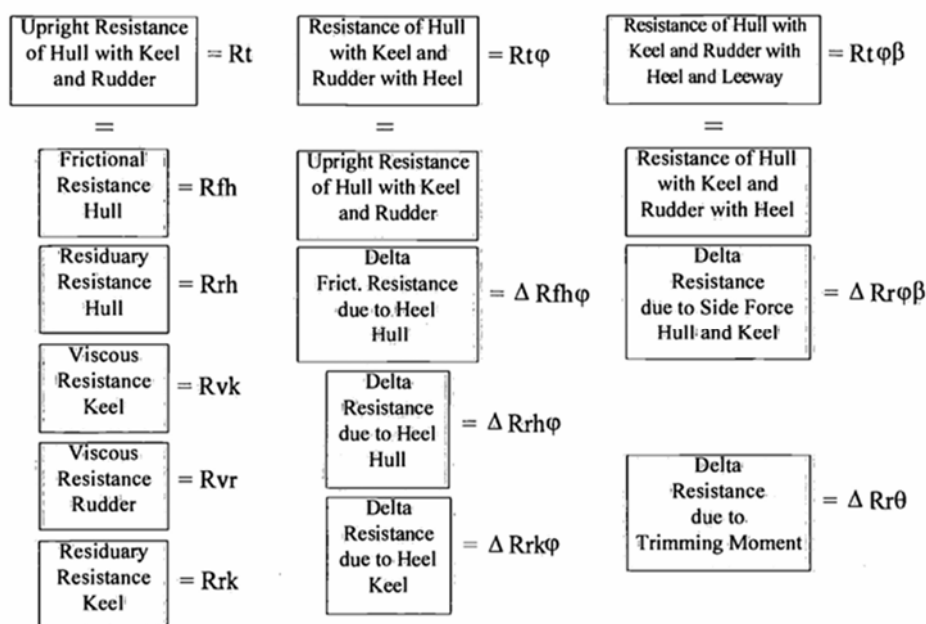 Upright Resistance
of Hull with Keel
and Rudder
= Rt
=
Frictional
Resistance
Hull
= Rfh
Residuary
Resistance
Hull
= Rrh
Viscous
Resistance
Keel
= Rvk
Viscous
Resistance
Rudder
= Rvr
Residuary
Resistance
Keel
= Rrk
Resistance of Hull
with Keel and
Rudder with Heel
= Rtφ
=
Upright Resistance
of Hull with Keel
and Rudder
Delta
Frict. Resistance
due to Heel
Hull
= Δ Rfhφ
Delta
Resistance
due to Heel
Hull
= Δ Rrhφ
Delta
Resistance
due to Heel
Keel
= Δ Rrkφ
Resistance of Hull with
Keel and Rudder with
Heel and Leeway
= Rtφβ
=
Resistance of Hull
with Keel and
Rudder with Heel
Delta
Resistance
due to Side Force
Hull and Keel
= Δ Rrφβ
Delta
Resistance
due to
Trimming Moment
= Δ Rrθ